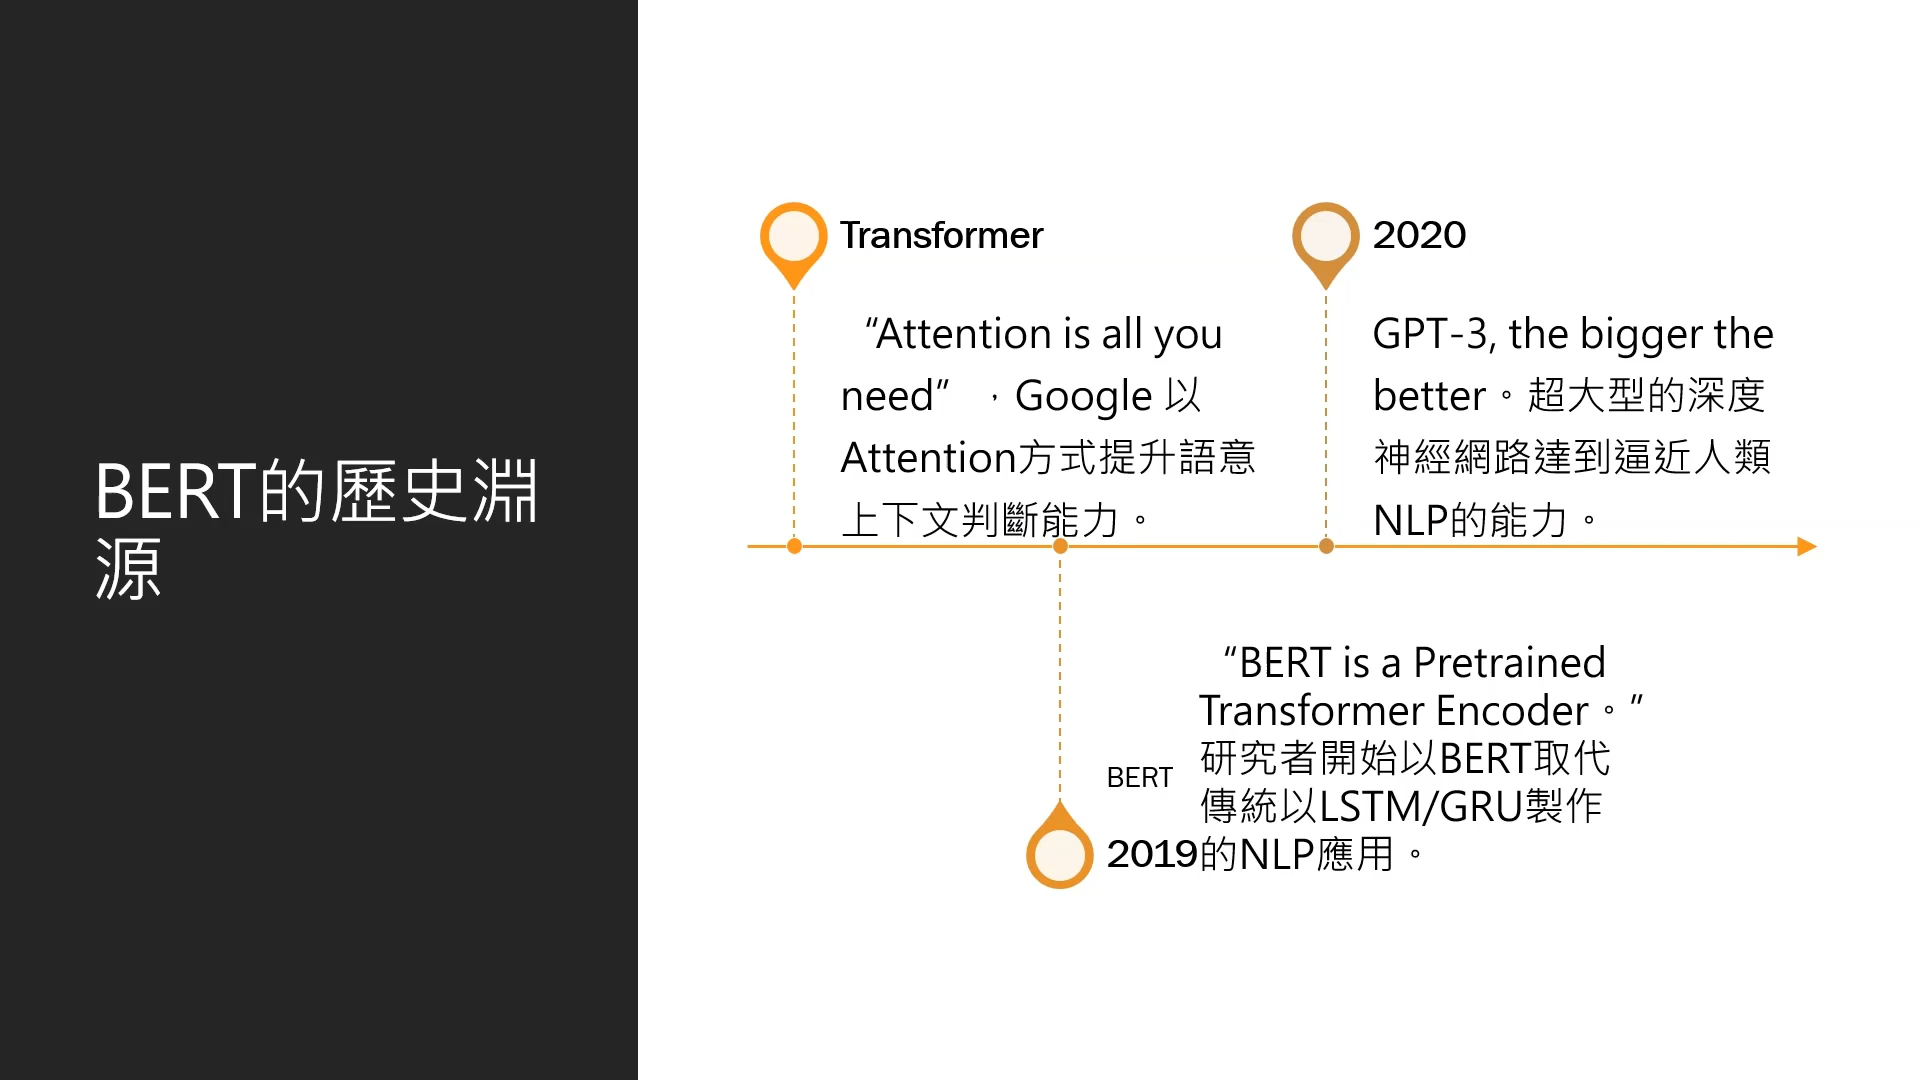 BERT的歷史淵
源
Transformer
“Attention is all you
need”，Google 以
Attention方式提升語意
上下文判斷能力。
2020
GPT-3, the bigger the
better。超大型的深度
神經網路達到逼近人類
NLP的能力。
BERT
2019
“BERT is a Pretrained
Transformer Encoder。”
研究者開始以BERT取代
傳統以LSTM/GRU製作
的NLP應用。